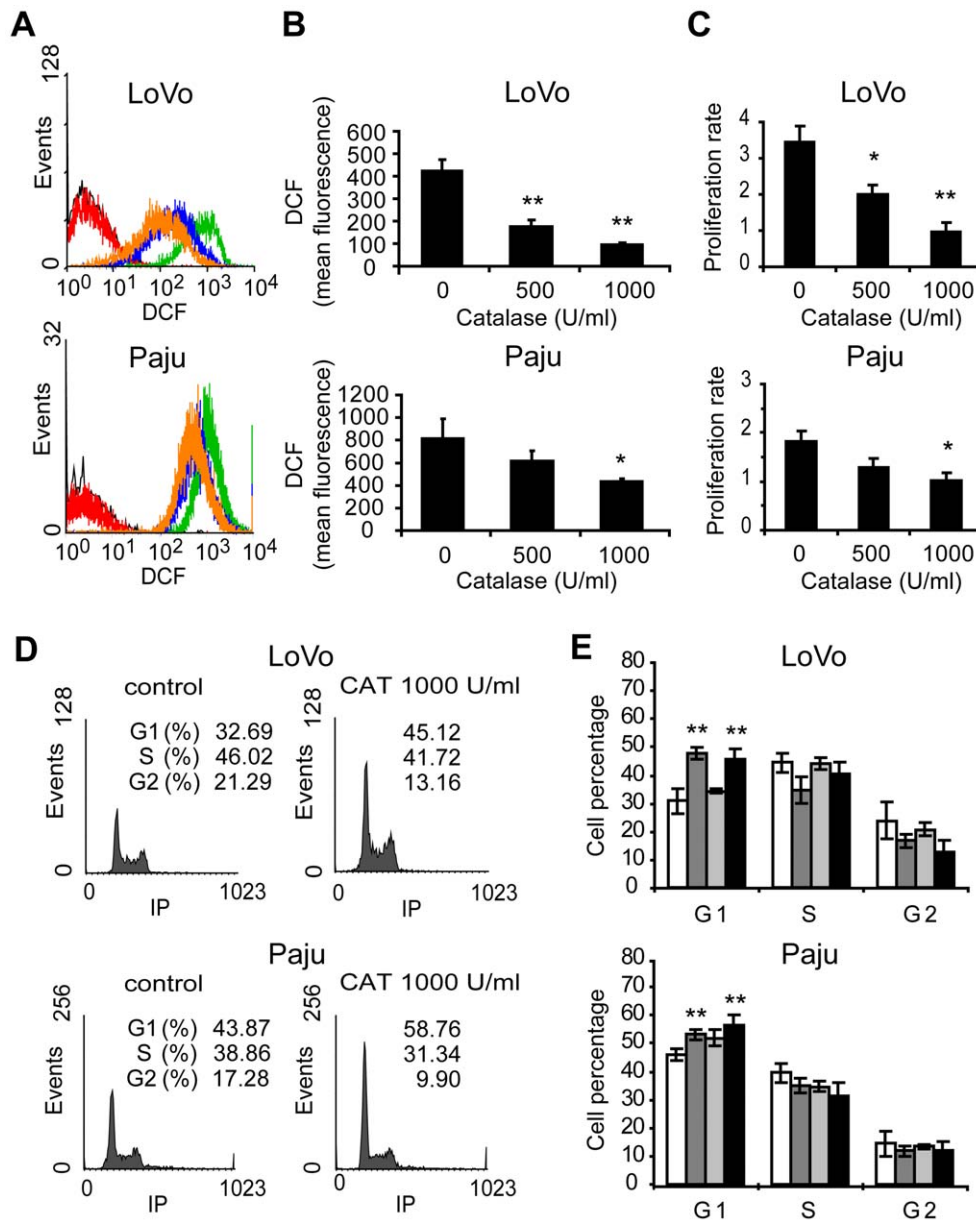 A
B
C
LoVo
128
Events
0
10^0 10^1 10^2 10^3 10^4
DCF
LoVo
DCF
(mean fluorescence)
600
500
400
300
200
100
0
** **
0 500 1000
Catalase (U/ml)
LoVo
Proliferation rate
4
3
2
1
0
* **
0 500 1000
Catalase (U/ml)
Paju
32
Events
0
10^0 10^1 10^2 10^3 10^4
DCF
Paju
DCF
(mean fluorescence)
1200
1000
800
600
400
200
0
*
0 500 1000
Catalase (U/ml)
Paju
Proliferation rate
3
2
1
0
*
0 500 1000
Catalase (U/ml)
D
LoVo
control
128
Events
0
G1 (%) 32.69
S (%) 46.02
G2 (%) 21.29
0 1023
IP
CAT 1000 U/ml
128
Events
0
45.12
41.72
13.16
0 1023
IP
Paju
control
256
Events
0
G1 (%) 43.87
S (%) 38.86
G2 (%) 17.28
0 1023
IP
CAT 1000 U/ml
256
Events
0
58.76
31.34
9.90
0 1023
IP
E
LoVo
Cell percentage
80
70
60
50
40
30
20
10
0
** **
G1 S G2
Paju
Cell percentage
80
70
60
50
40
30
20
10
0
** **
G1 S G2